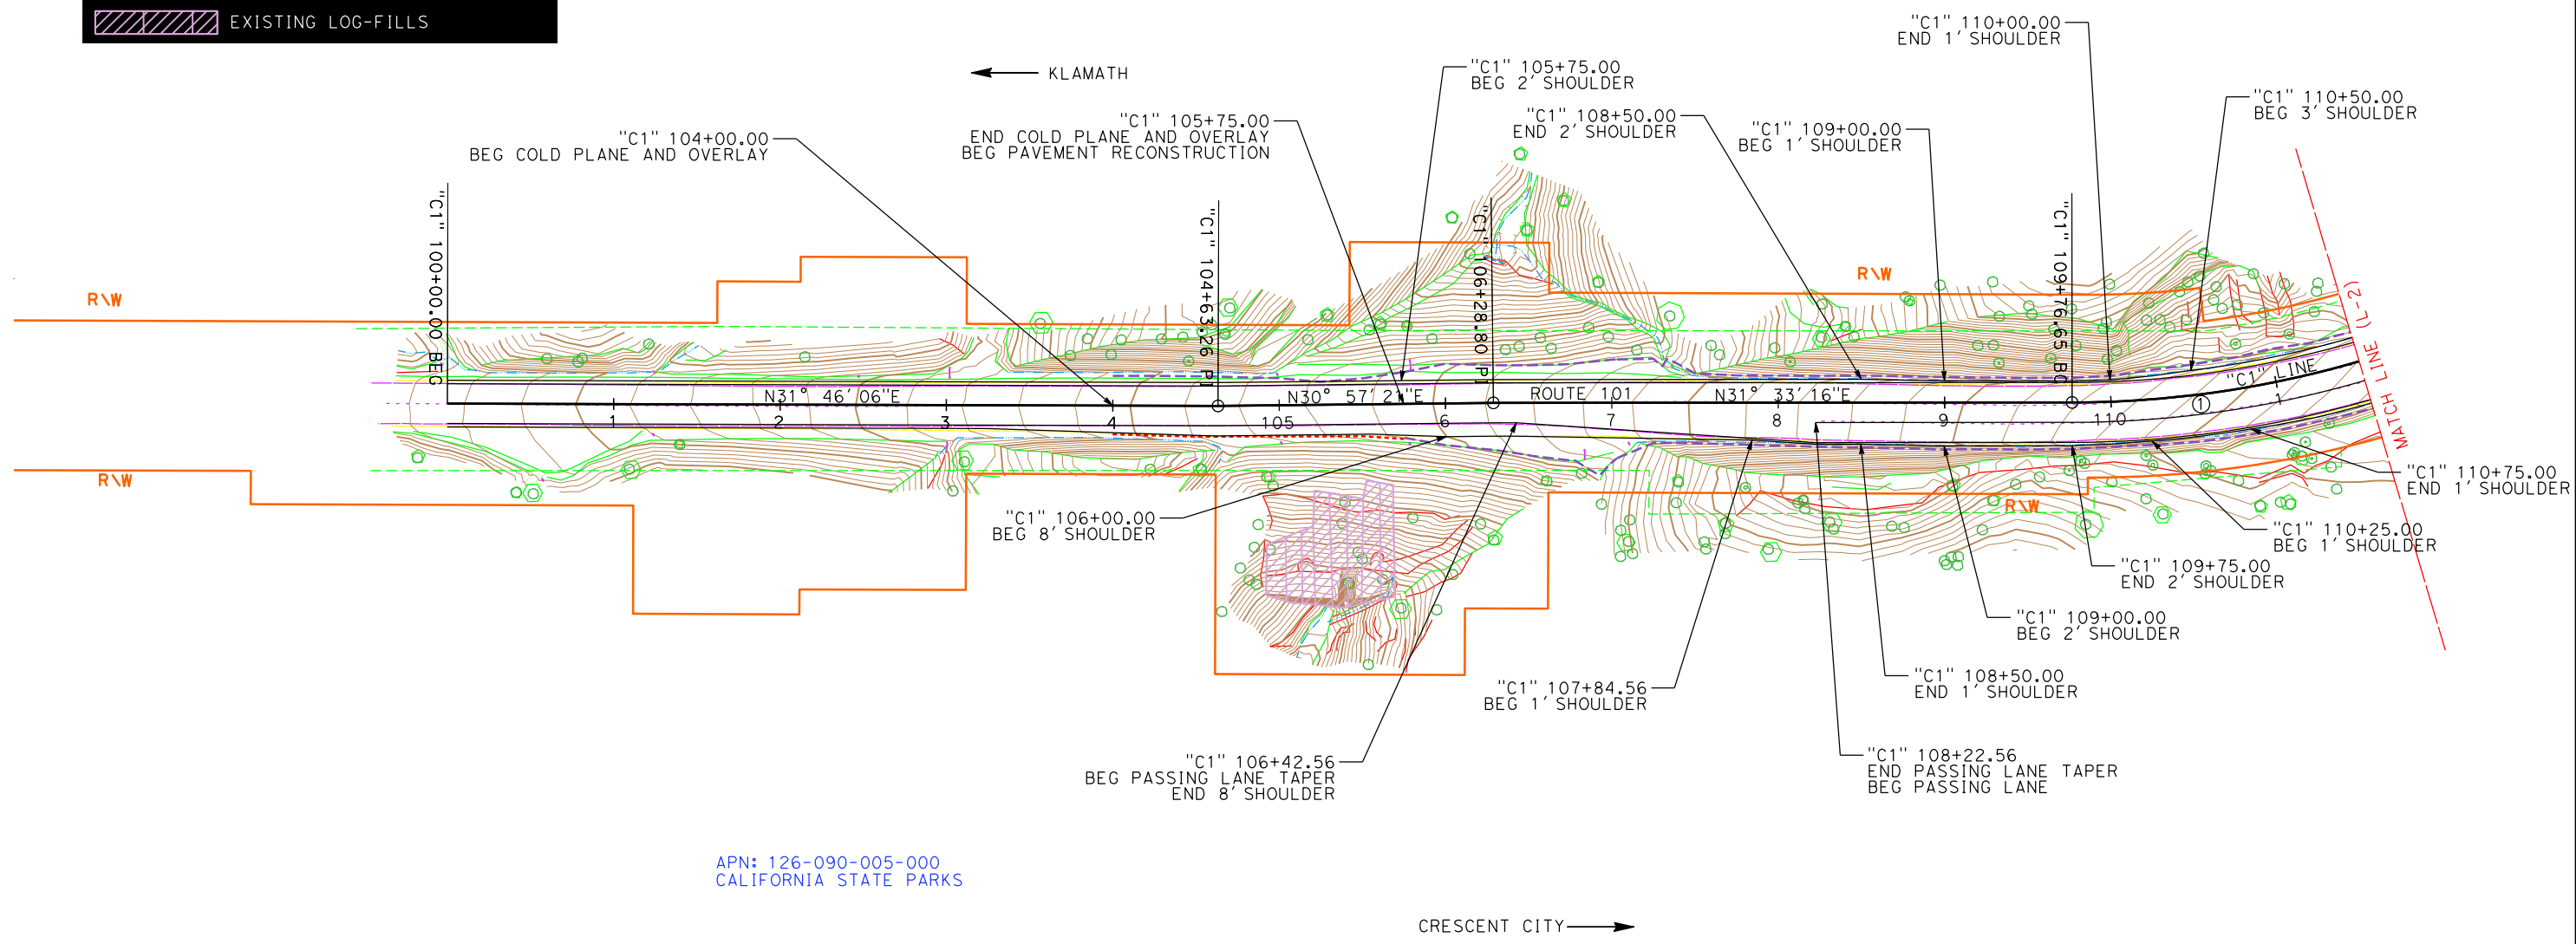 EXISTING LOG-FILLS
KLAMATH
"C1" 110+00.00
END 1' SHOULDER
"C1" 105+75.00
BEG 2' SHOULDER
"C1" 110+50.00
BEG 3' SHOULDER
"C1" 104+00.00
BEG COLD PLANE AND OVERLAY
"C1" 105+75.00
END COLD PLANE AND OVERLAY
BEG PAVEMENT RECONSTRUCTION
"C1" 108+50.00
END 2' SHOULDER
"C1" 109+00.00
BEG 1' SHOULDER
"C1" 100+00.00 BEG
"C1" 104+63.26 PI
"C1" 106+28.80 PI
"C1" 109+76.65 BC
R\W
R\W
MATCH LINE (L-2)
N31° 46' 06"E
N30° 57' 21"E
ROUTE 101
N31° 33' 16"E
"C1" LINE
1
2
3
4
105
6
7
8
9
110
1
1
R\W
R\W
"C1" 106+00.00
BEG 8' SHOULDER
"C1" 110+75.00
END 1' SHOULDER
"C1" 110+25.00
BEG 1' SHOULDER
"C1" 109+75.00
END 2' SHOULDER
"C1" 109+00.00
BEG 2' SHOULDER
"C1" 108+50.00
END 1' SHOULDER
"C1" 107+84.56
BEG 1' SHOULDER
"C1" 106+42.56
BEG PASSING LANE TAPER
END 8' SHOULDER
"C1" 108+22.56
END PASSING LANE TAPER
BEG PASSING LANE
APN: 126-090-005-000
CALIFORNIA STATE PARKS
CRESCENT CITY